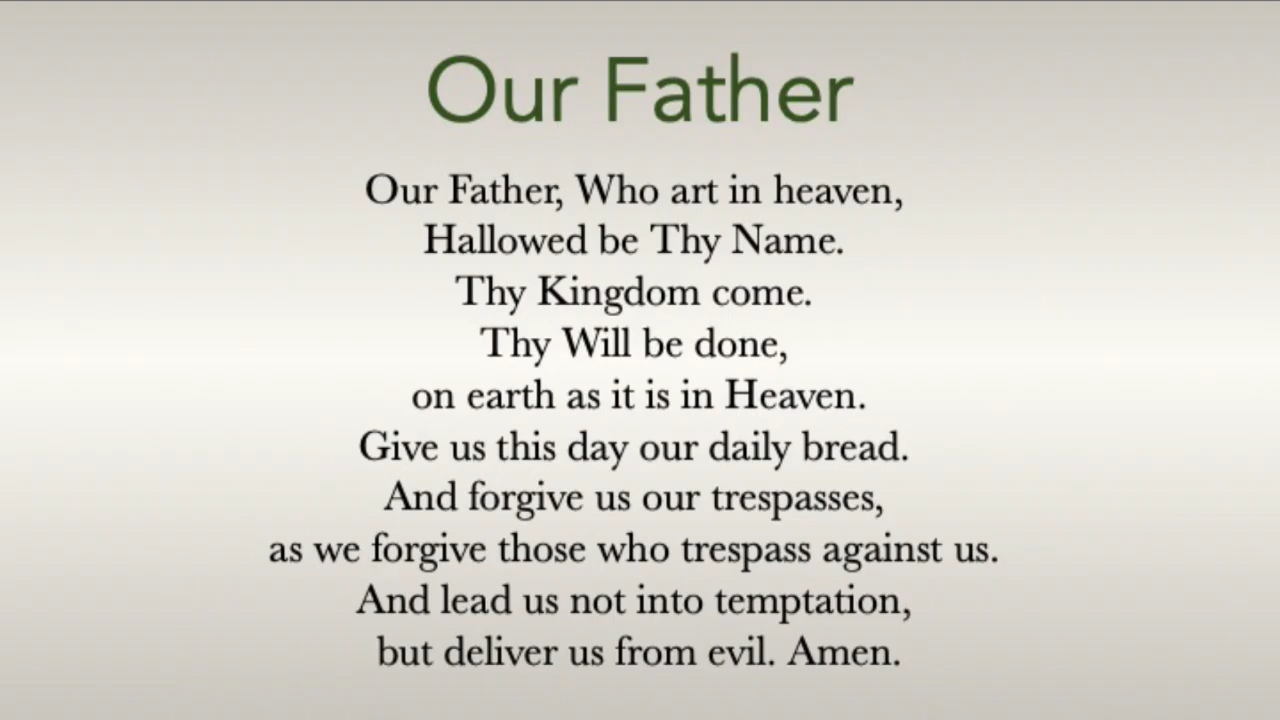 Our Father
Our Father, Who art in heaven,
Hallowed be Thy Name.
Thy Kingdom come.
Thy Will be done,
on earth as it is in Heaven.
Give us this day our daily bread.
And forgive us our trespasses,
as we forgive those who trespass against us.
And lead us not into temptation,
but deliver us from evil. Amen.